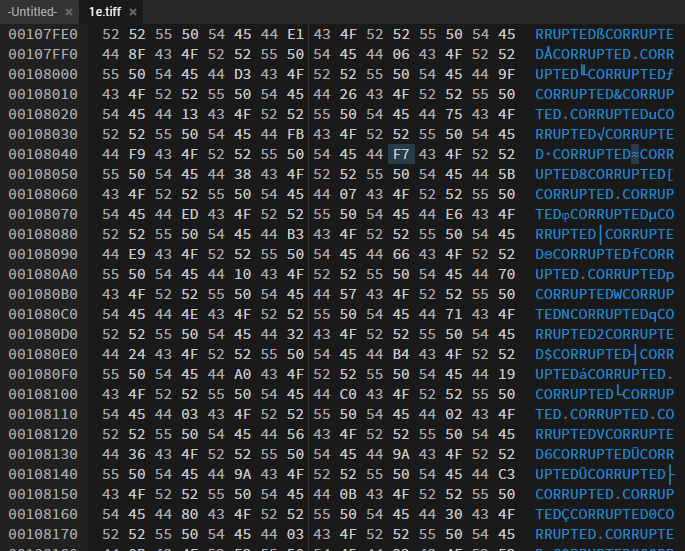 -Untitled- × 1e.tiff ×
00107FE0 52 52 55 50 54 45 44 E1 43 4F 52 52 55 50 54 45 RRUPTEDßCORRUPTE
00107FF0 44 8F 43 4F 52 52 55 50 54 45 44 06 43 4F 52 52 DÅCORRUPTED.CORR
00108000 55 50 54 45 44 D3 43 4F 52 52 55 50 54 45 44 9F UPTED╙CORRUPTEDƒ
00108010 43 4F 52 52 55 50 54 45 44 26 43 4F 52 52 55 50 CORRUPTED&CORRUP
00108020 54 45 44 13 43 4F 52 52 55 50 54 45 44 75 43 4F TED.CORRUPTEDuCO
00108030 52 52 55 50 54 45 44 FB 43 4F 52 52 55 50 54 45 RRUPTED√CORRUPTE
00108040 44 F9 43 4F 52 52 55 50 54 45 44 F7 43 4F 52 52 D·CORRUPTED≈CORR
00108050 55 50 54 45 44 38 43 4F 52 52 55 50 54 45 44 5B UPTED8CORRUPTED[
00108060 43 4F 52 52 55 50 54 45 44 07 43 4F 52 52 55 50 CORRUPTED.CORRUP
00108070 54 45 44 ED 43 4F 52 52 55 50 54 45 44 E6 43 4F TEDφCORRUPTEDµCO
00108080 52 52 55 50 54 45 44 B3 43 4F 52 52 55 50 54 45 RRUPTED│CORRUPTE
00108090 44 E9 43 4F 52 52 55 50 54 45 44 66 43 4F 52 52 DΘCORRUPTEDfCORR
001080A0 55 50 54 45 44 10 43 4F 52 52 55 50 54 45 44 70 UPTED.CORRUPTEDp
001080B0 43 4F 52 52 55 50 54 45 44 57 43 4F 52 52 55 50 CORRUPTEDWCORRUP
001080C0 54 45 44 4E 43 4F 52 52 55 50 54 45 44 71 43 4F TEDNCORRUPTEDqCO
001080D0 52 52 55 50 54 45 44 32 43 4F 52 52 55 50 54 45 RRUPTED2CORRUPTE
001080E0 44 24 43 4F 52 52 55 50 54 45 44 B4 43 4F 52 52 D$CORRUPTED┤CORR
001080F0 55 50 54 45 44 A0 43 4F 52 52 55 50 54 45 44 19 UPTEDáCORRUPTED.
00108100 43 4F 52 52 55 50 54 45 44 C0 43 4F 52 52 55 50 CORRUPTED└CORRUP
00108110 54 45 44 03 43 4F 52 52 55 50 54 45 44 02 43 4F TED.CORRUPTED.CO
00108120 52 52 55 50 54 45 44 56 43 4F 52 52 55 50 54 45 RRUPTEDVCORRUPTE
00108130 44 36 43 4F 52 52 55 50 54 45 44 9A 43 4F 52 52 D6CORRUPTEDÜCORR
00108140 55 50 54 45 44 9A 43 4F 52 52 55 50 54 45 44 C3 UPTEDÜCORRUPTED├
00108150 43 4F 52 52 55 50 54 45 44 0B 43 4F 52 52 55 50 CORRUPTED.CORRUP
00108160 54 45 44 80 43 4F 52 52 55 50 54 45 44 30 43 4F TEDÇCORRUPTED0CO
00108170 52 52 55 50 54 45 44 03 43 4F 52 52 55 50 54 45 RRUPTED.CORRUPTE